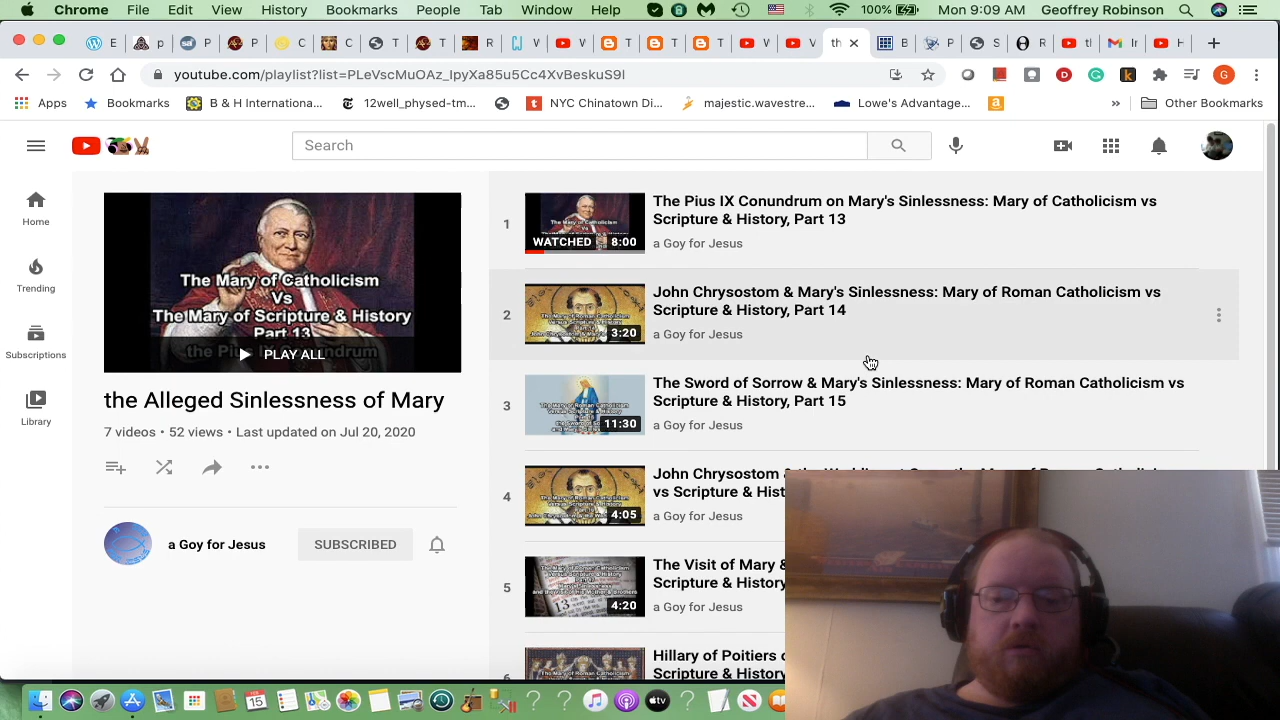 Chrome File Edit View History Bookmarks People Tab Window Help 100% Mon 9:09 AM Geoffrey Robinson
youtube.com/playlist?list=PLeVscMuOAz_IpyXa85u5Cc4XvBeskuS9l
Apps Bookmarks B & H Internationa... 12well_physed-tm... NYC Chinatown Di... majestic.wavestre... Lowe's Advantage... » Other Bookmarks
Search
Home
Trending
Subscriptions
Library
The Mary of Catholicism
Vs
The Mary of Scripture & History
Part 13
the Pius IX Conundrum
PLAY ALL
the Alleged Sinlessness of Mary
7 videos • 52 views • Last updated on Jul 20, 2020
a Goy for Jesus
SUBSCRIBED
1
WATCHED 8:00
The Pius IX Conundrum on Mary's Sinlessness: Mary of Catholicism vs
Scripture & History, Part 13
a Goy for Jesus
2
3:20
John Chrysostom & Mary's Sinlessness: Mary of Roman Catholicism vs
Scripture & History, Part 14
a Goy for Jesus
3
11:30
The Sword of Sorrow & Mary's Sinlessness: Mary of Roman Catholicism vs
Scripture & History, Part 15
a Goy for Jesus
4
4:05
John Chrysostom
vs Scripture & Hist
a Goy for Jesus
5
4:20
The Visit of Mary &
Scripture & History
a Goy for Jesus
Hillary of Poitiers
Scripture & History
FEB
15
tv